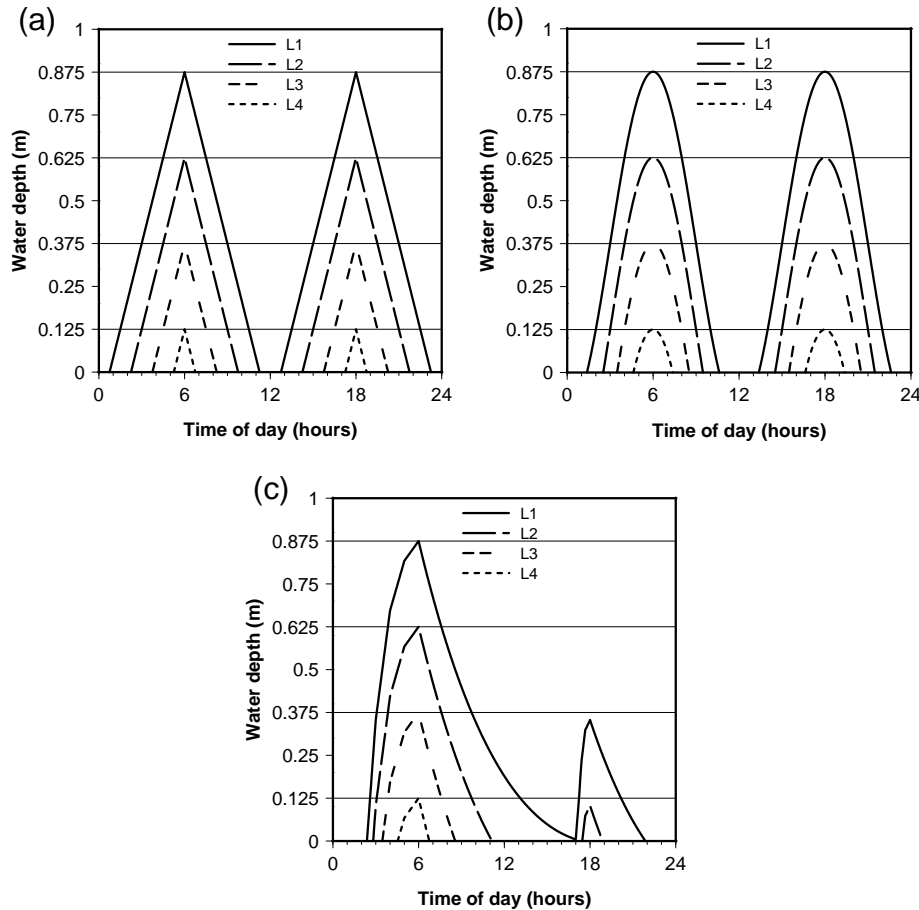 (a)
1
0.875
0.75
0.625
0.5
0.375
0.25
0.125
0
Water depth (m)
L1
L2
L3
L4
0 6 12 18 24
Time of day (hours)
(b)
1
0.875
0.75
0.625
0.5
0.375
0.25
0.125
0
Water depth (m)
L1
L2
L3
L4
0 6 12 18 24
Time of day (hours)
(c)
1
0.875
0.75
0.625
0.5
0.375
0.25
0.125
0
Water depth (m)
L1
L2
L3
L4
0 6 12 18 24
Time of day (hours)